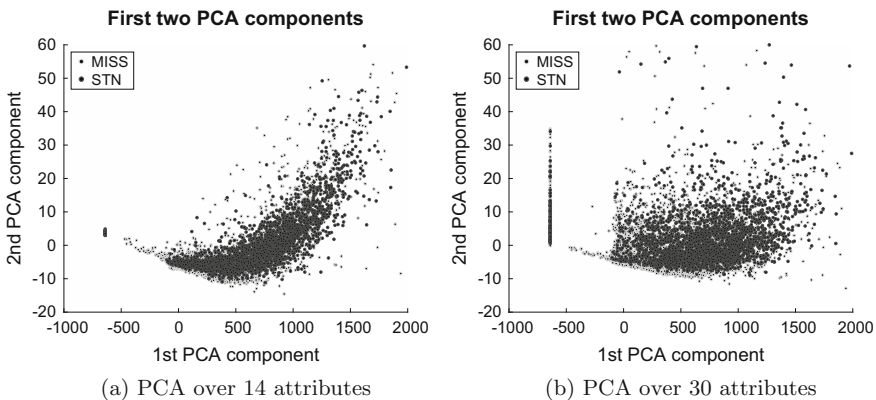 First two PCA components
60
50
40
30
20
10
0
-10
-20
2nd PCA component
MISS
STN
-1000 -500 0 500 1000 1500 2000
1st PCA component
(a) PCA over 14 attributes
First two PCA components
60
50
40
30
20
10
0
-10
-20
2nd PCA component
MISS
STN
-1000 -500 0 500 1000 1500 2000
1st PCA component
(b) PCA over 30 attributes